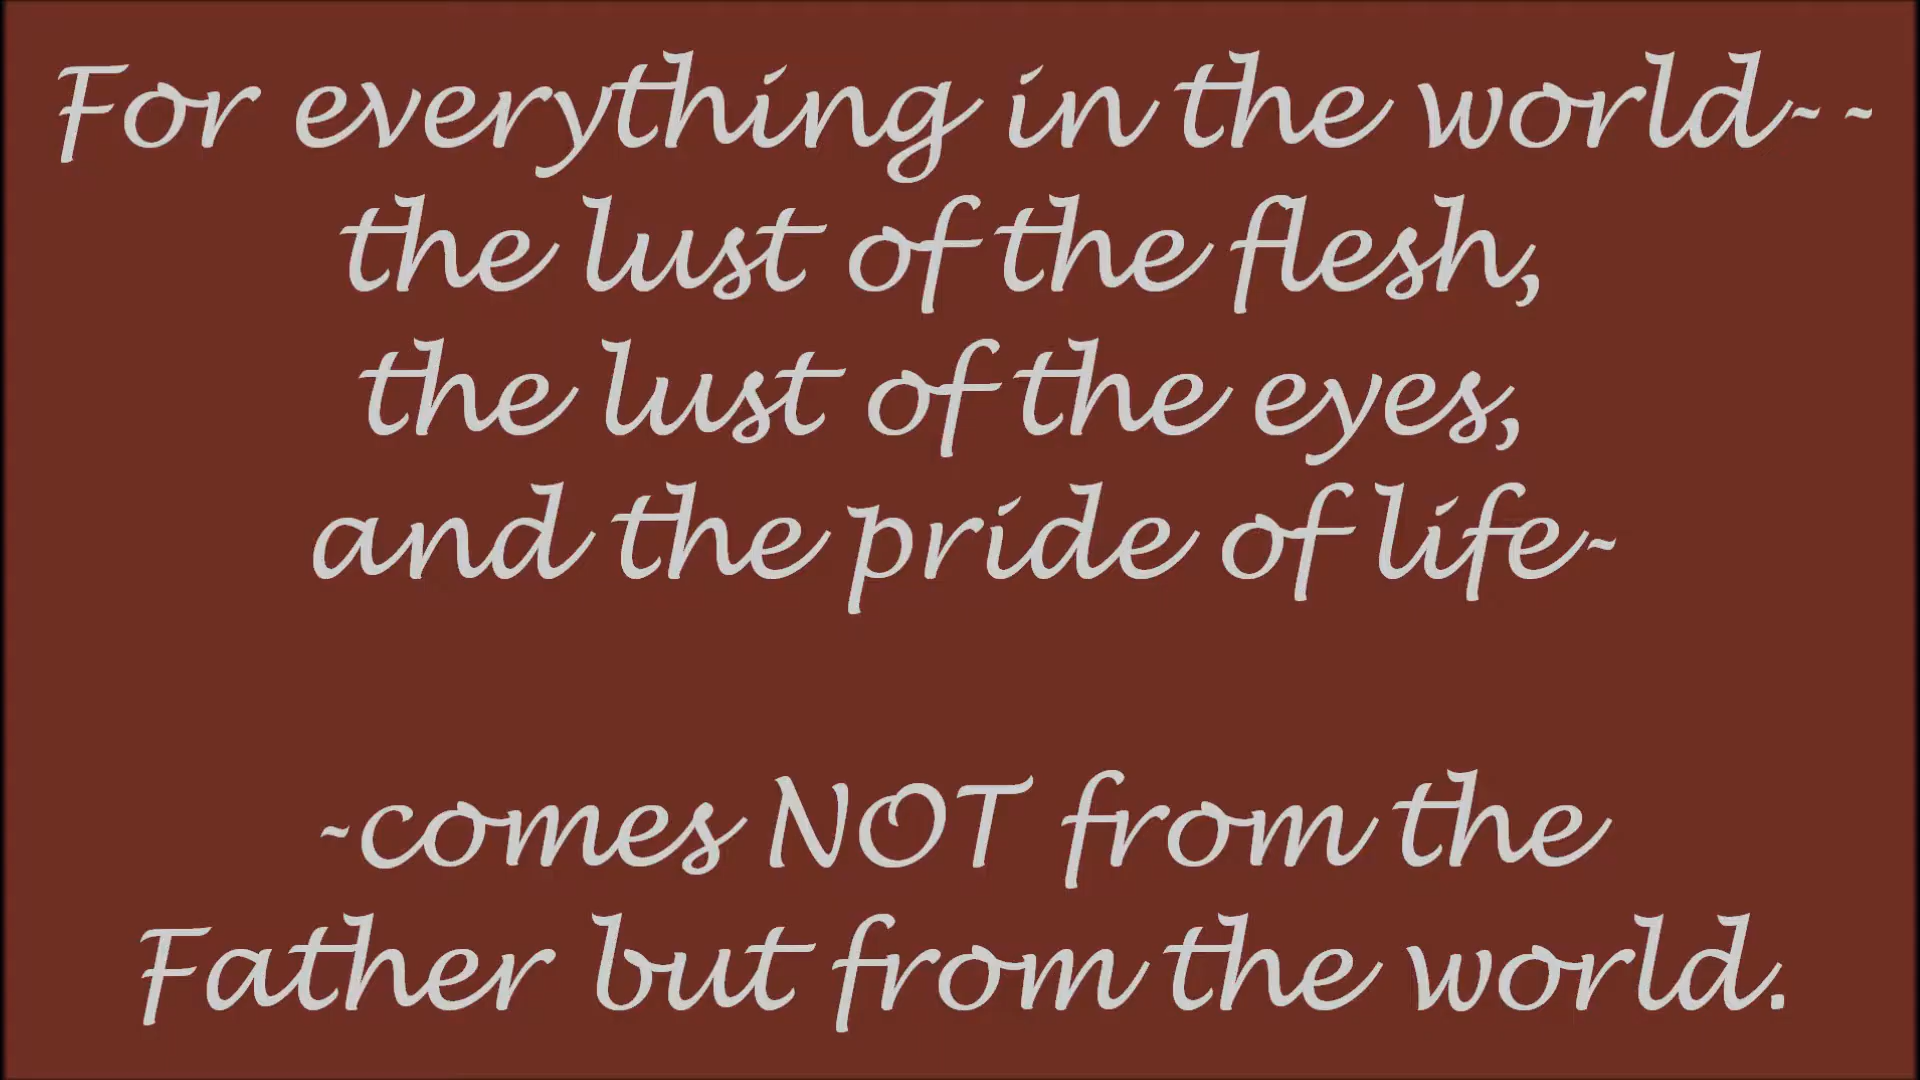 For everything in the world--
the lust of the flesh,
the lust of the eyes,
and the pride of life-
-comes NOT from the
Father but from the world.